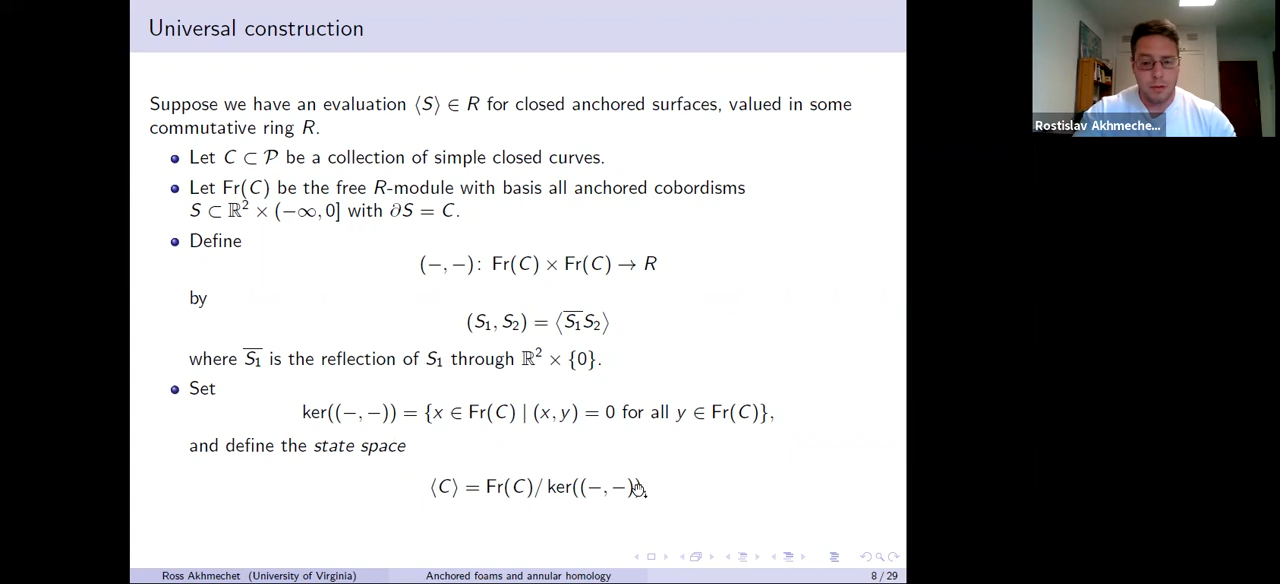 Universal construction
Suppose we have an evaluation ⟨S⟩ ∈ R for closed anchored surfaces, valued in some
commutative ring R.
Let C ⊂ 𝒫 be a collection of simple closed curves.
Let Fr(C) be the free R-module with basis all anchored cobordisms
S ⊂ ℝ² × (−∞, 0] with ∂S = C.
Define
(−, −): Fr(C) × Fr(C) → R
by
(S₁, S₂) = ⟨S̅₁S₂⟩
where S̅₁ is the reflection of S₁ through ℝ² × {0}.
Set
ker((−, −)) = {x ∈ Fr(C) | (x, y) = 0 for all y ∈ Fr(C)},
and define the state space
⟨C⟩ = Fr(C)/ ker((−, −)).
Ross Akhmechet (University of Virginia)
Anchored foams and annular homology
8 / 29
Rostislav Akhmeche...